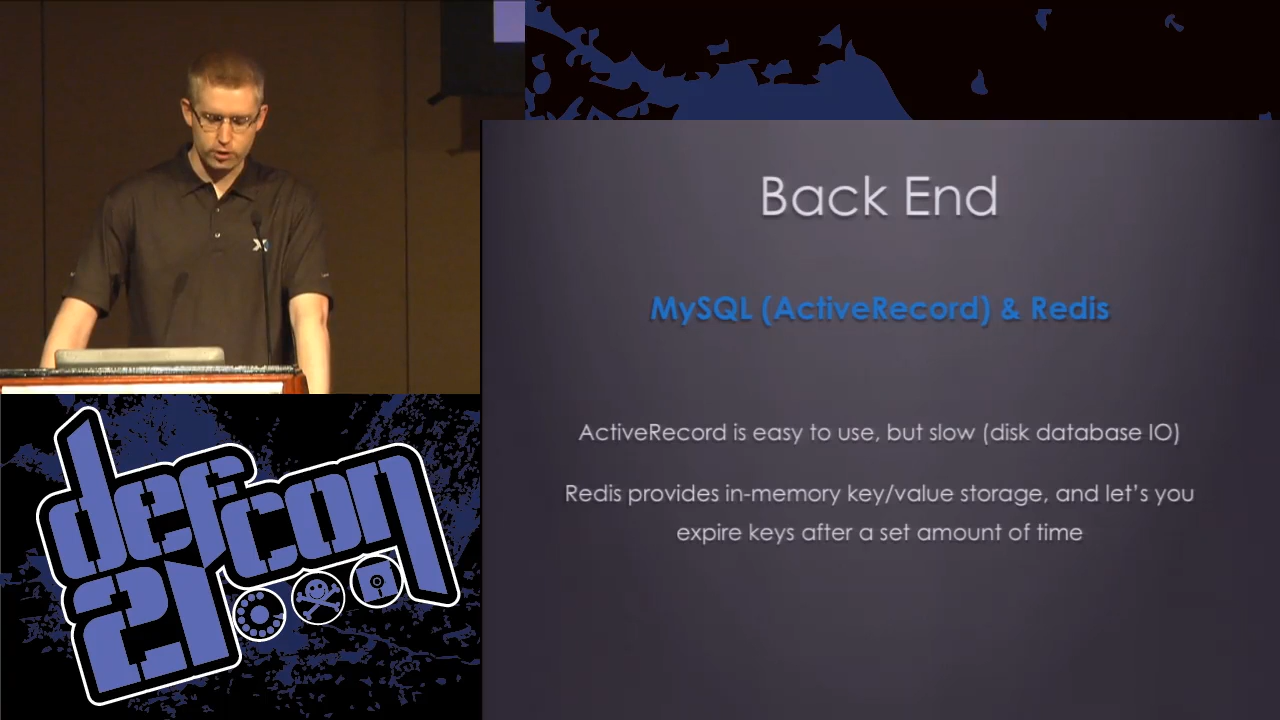 Back End
MySQL (ActiveRecord) & Redis
ActiveRecord is easy to use, but slow (disk database IO)
Redis provides in-memory key/value storage, and let's you
expire keys after a set amount of time
defcon
21